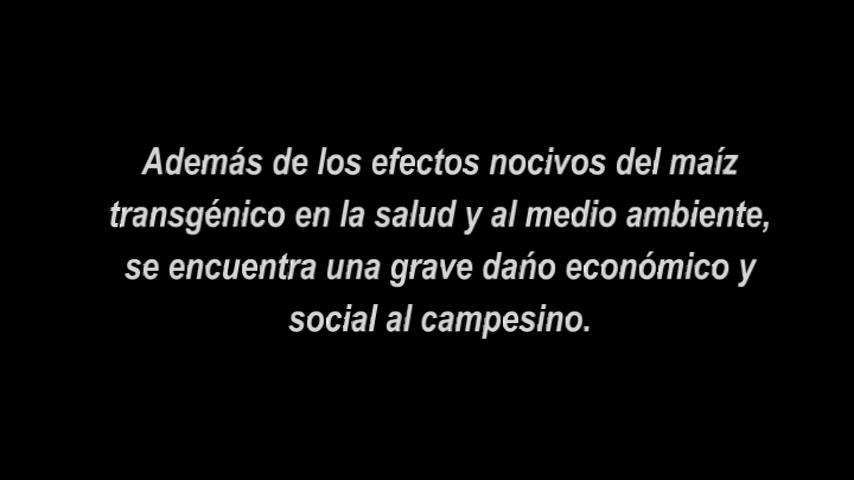 Además de los efectos nocivos del maíz
transgénico en la salud y al medio ambiente,
se encuentra una grave dańo económico y
social al campesino.